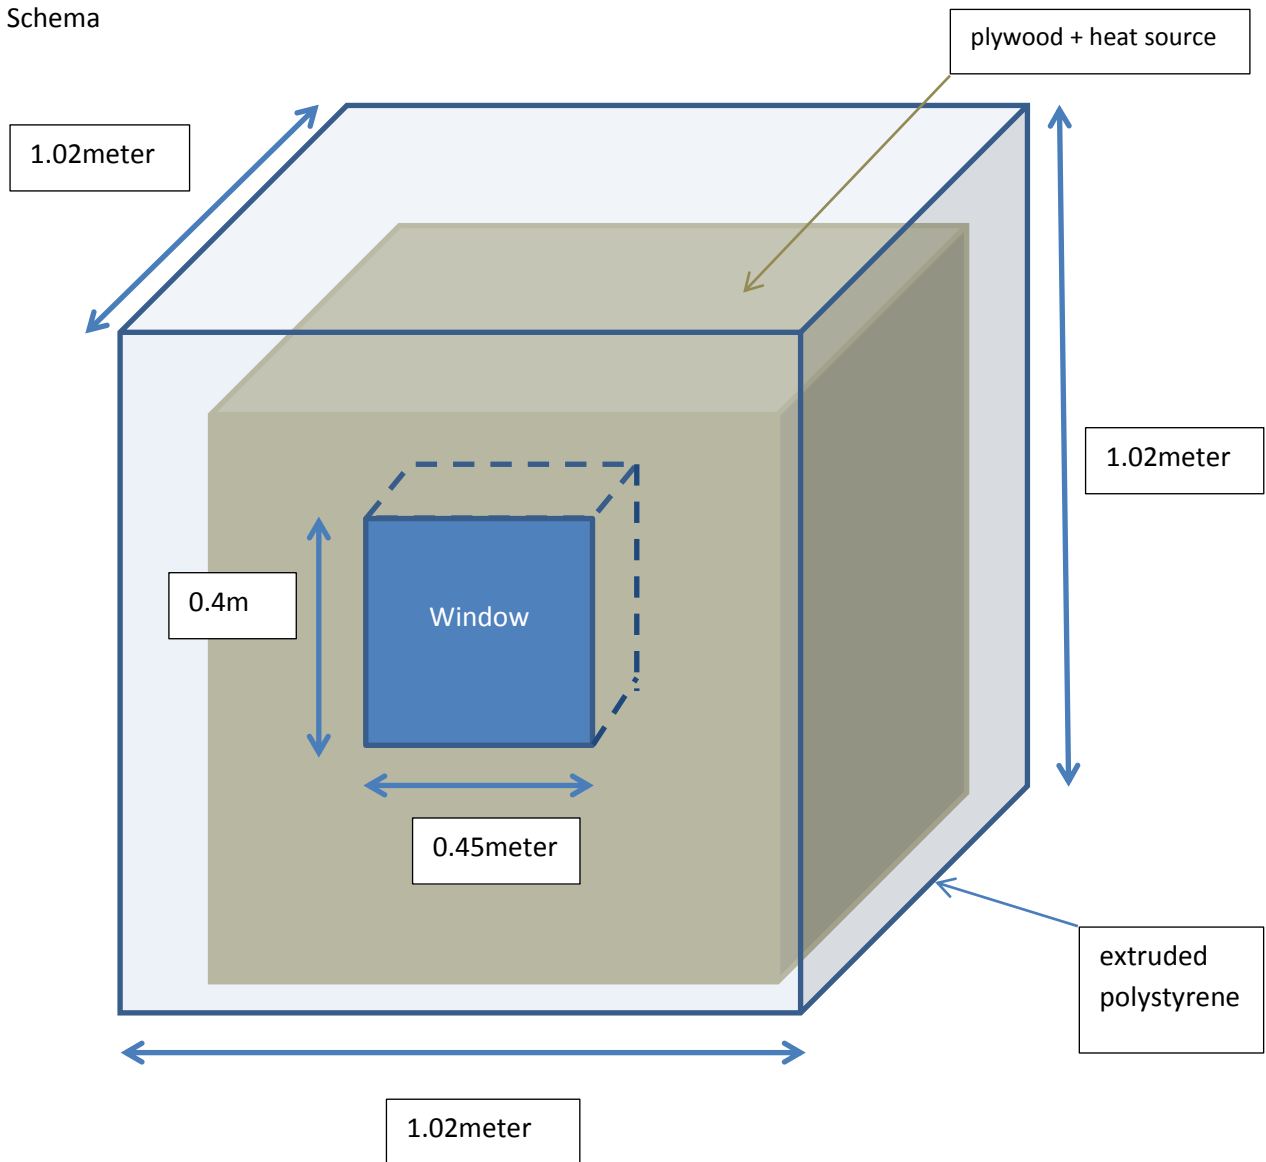 Schema
plywood + heat source
1.02meter
1.02meter
0.4m
Window
0.45meter
extruded
polystyrene
1.02meter